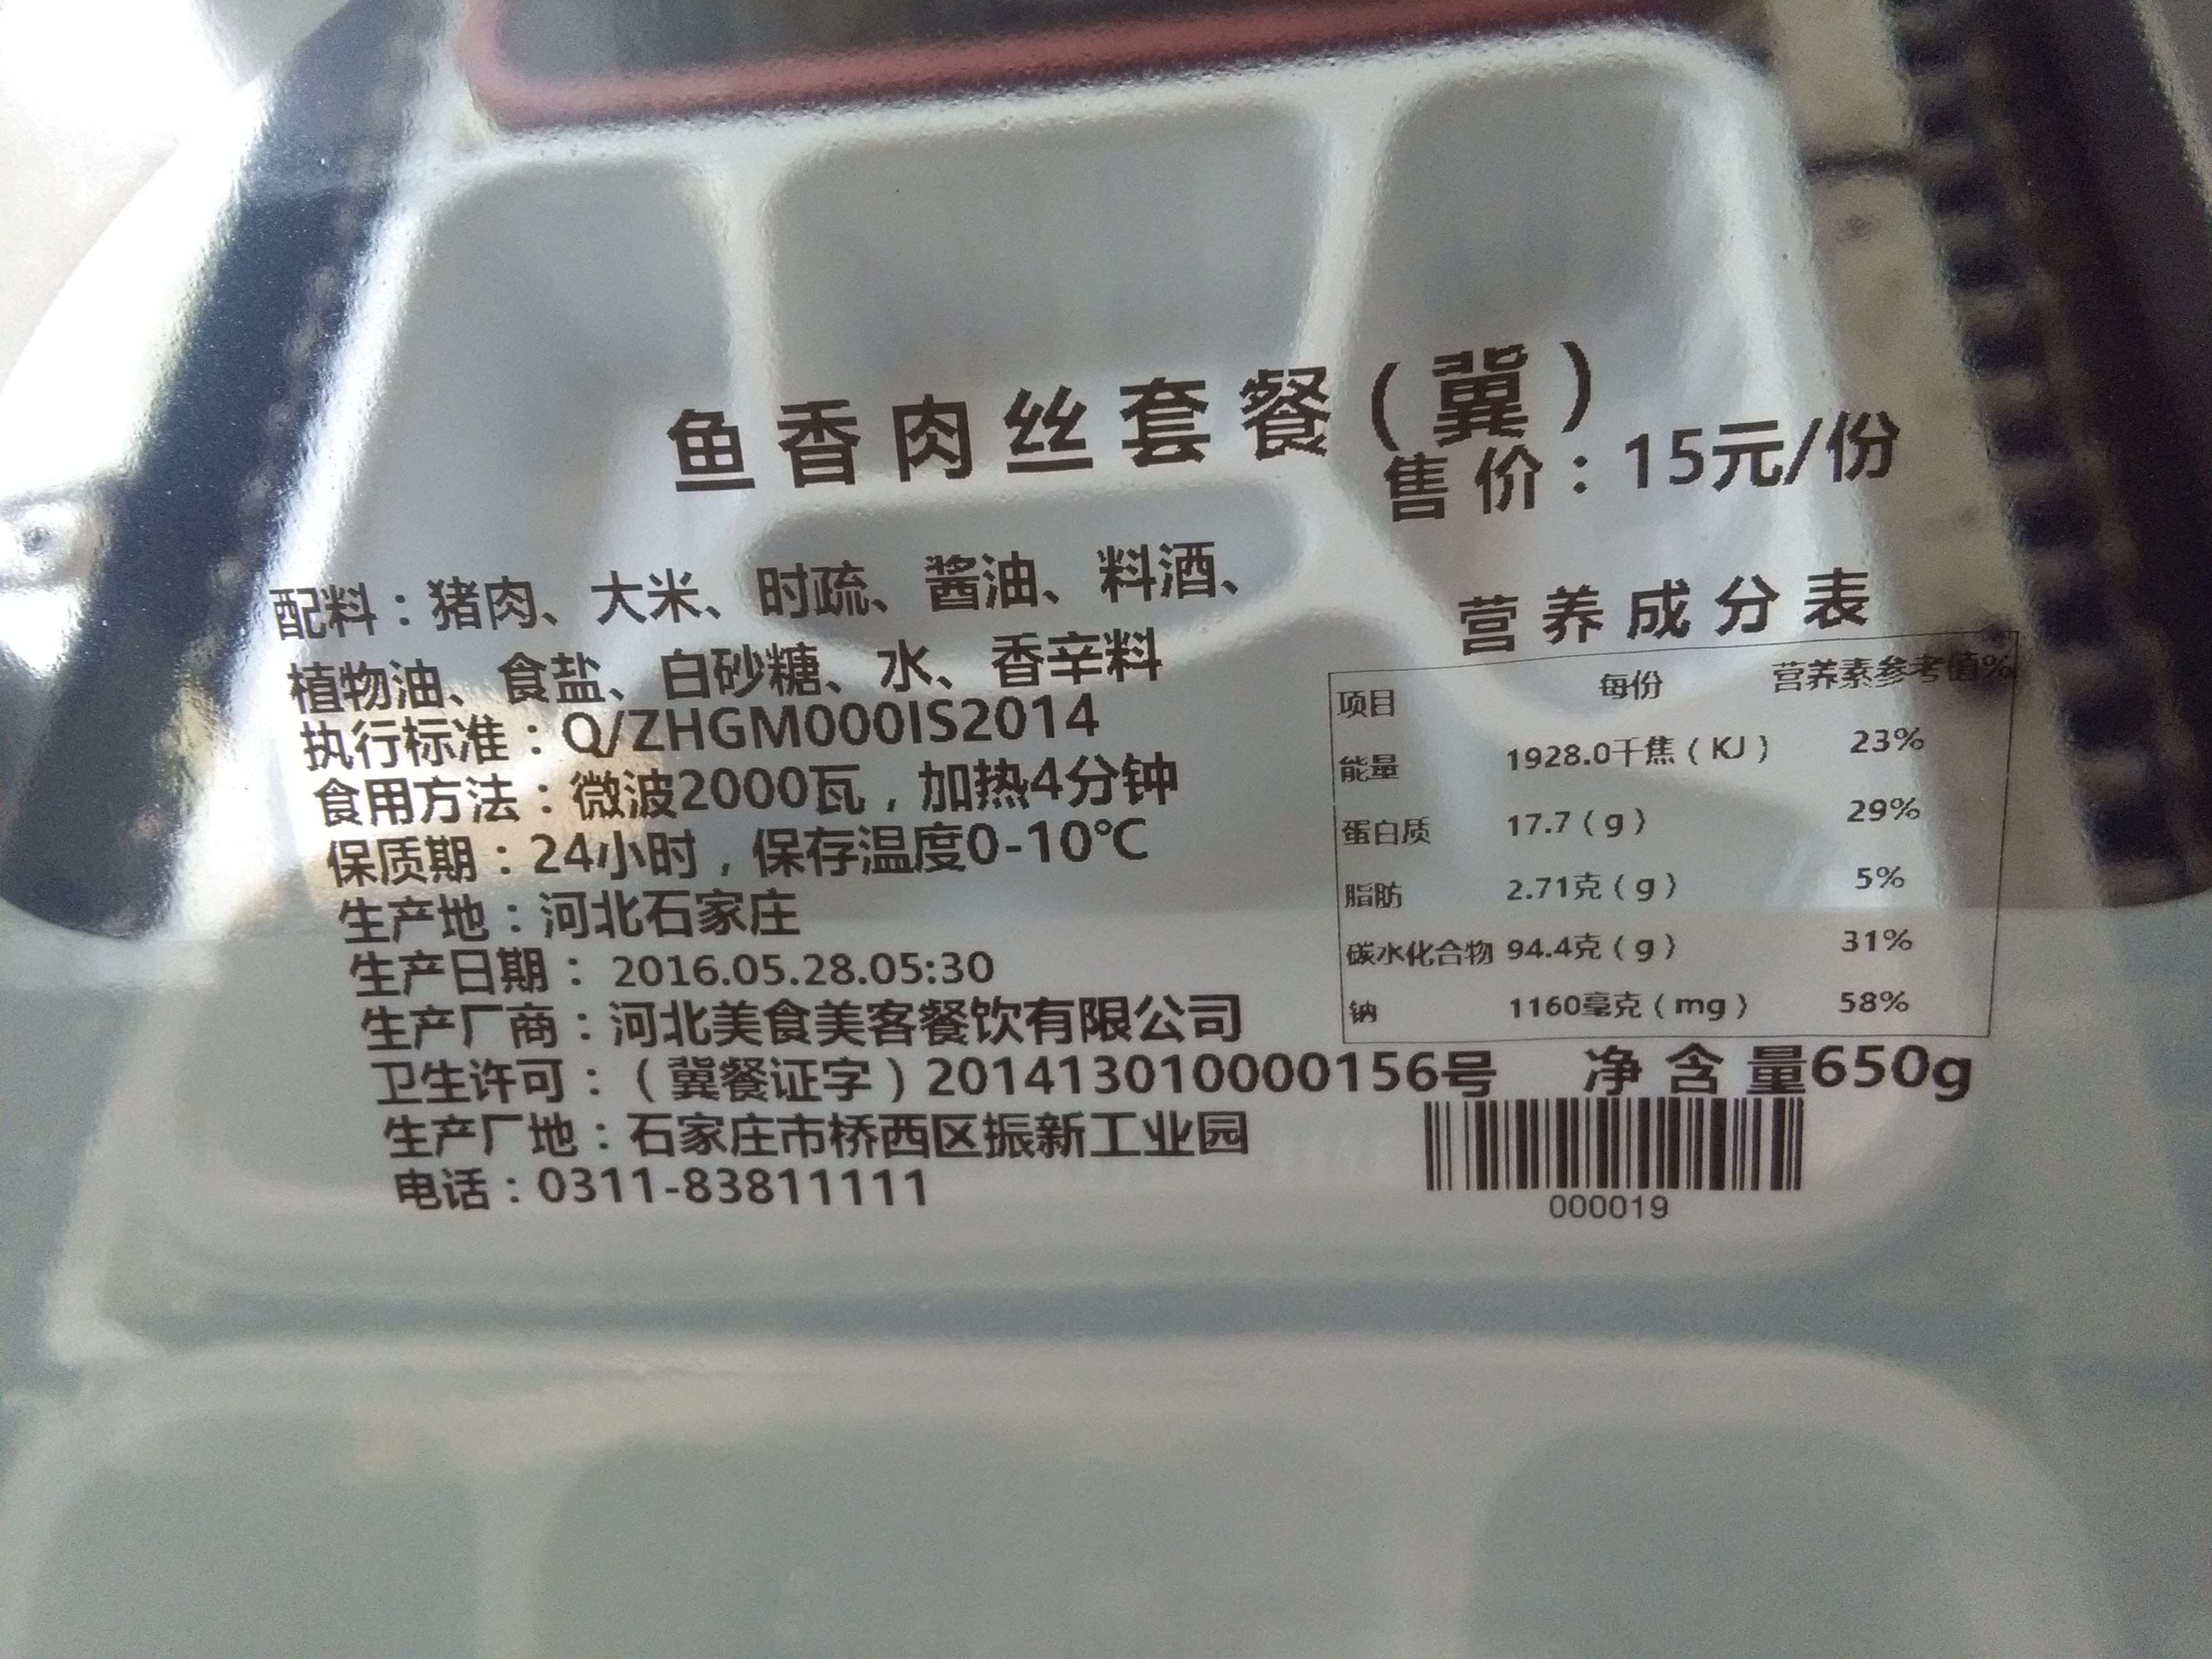 鱼香肉丝套餐(冀)
售价：15元/份
配料：猪肉、大米、时疏、酱油、料酒、
植物油、食盐、白砂糖、水、香辛料
执行标准：Q/ZHGM000IS2014
食用方法：微波2000瓦，加热4分钟
保质期：24小时，保存温度0-10℃
生产地：河北石家庄
生产日期： 2016.05.28.05:30
生产厂商：河北美食美客餐饮有限公司
卫生许可：（冀餐证字）201413010000156号
生产厂地：石家庄市桥西区振新工业园
电话：0311-83811111
营养成分表
项目 每份 营养素参考值%
能量 1928.0千焦（KJ） 23%
蛋白质 17.7（g） 29%
脂肪 2.71克（g） 5%
碳水化合物 94.4克（g） 31%
钠 1160毫克（mg） 58%
净含量650g
000019